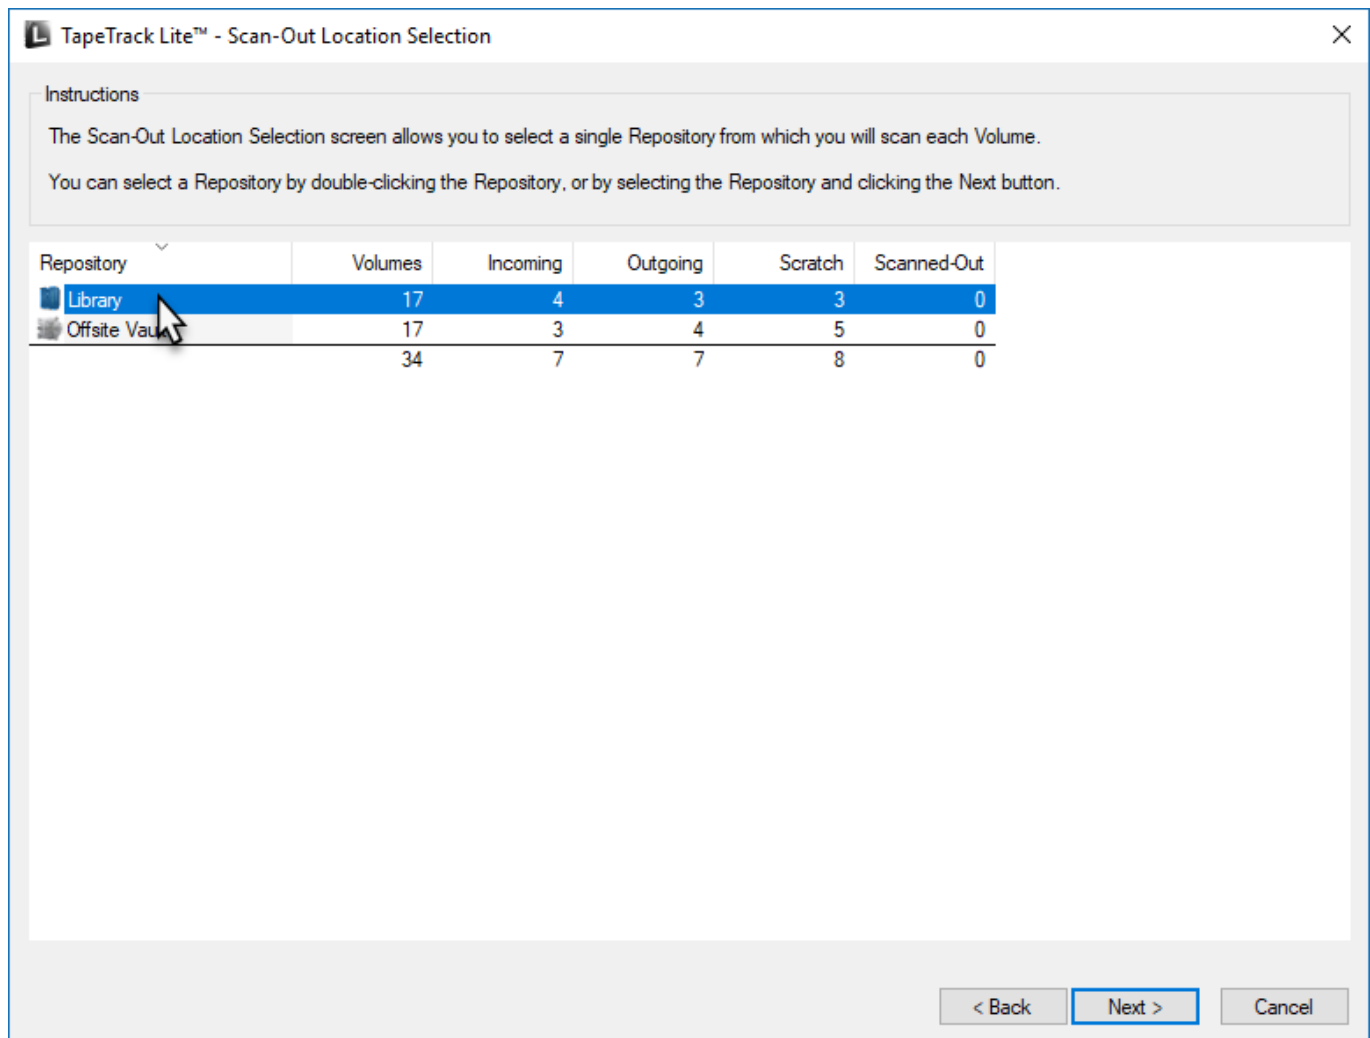 TapeTrack Lite™ - Scan-Out Location Selection
Instructions
The Scan-Out Location Selection screen allows you to select a single Repository from which you will scan each Volume.
You can select a Repository by double-clicking the Repository, or by selecting the Repository and clicking the Next button.
Repository Volumes Incoming Outgoing Scratch Scanned-Out
Library 17 4 3 3 0
Offsite 17 3 4 5 0
34 7 7 8 0
< Back Next > Cancel